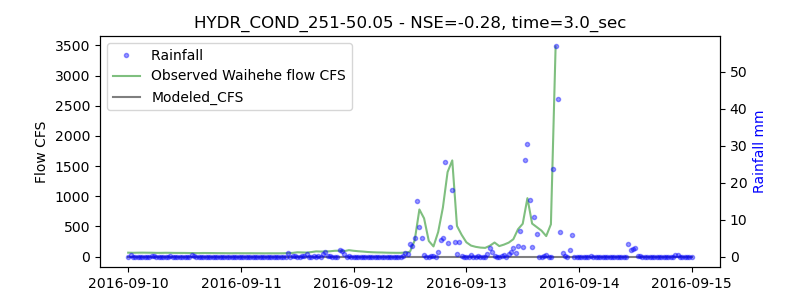 HYDR_COND_251-50.05 - NSE=-0.28, time=3.0_sec
Rainfall
Observed Waihehe flow CFS
Modeled_CFS
Flow CFS
3500
3000
2500
2000
1500
1000
500
0
50
40
30
20
10
0
Rainfall mm
2016-09-10 2016-09-11 2016-09-12 2016-09-13 2016-09-14 2016-09-15